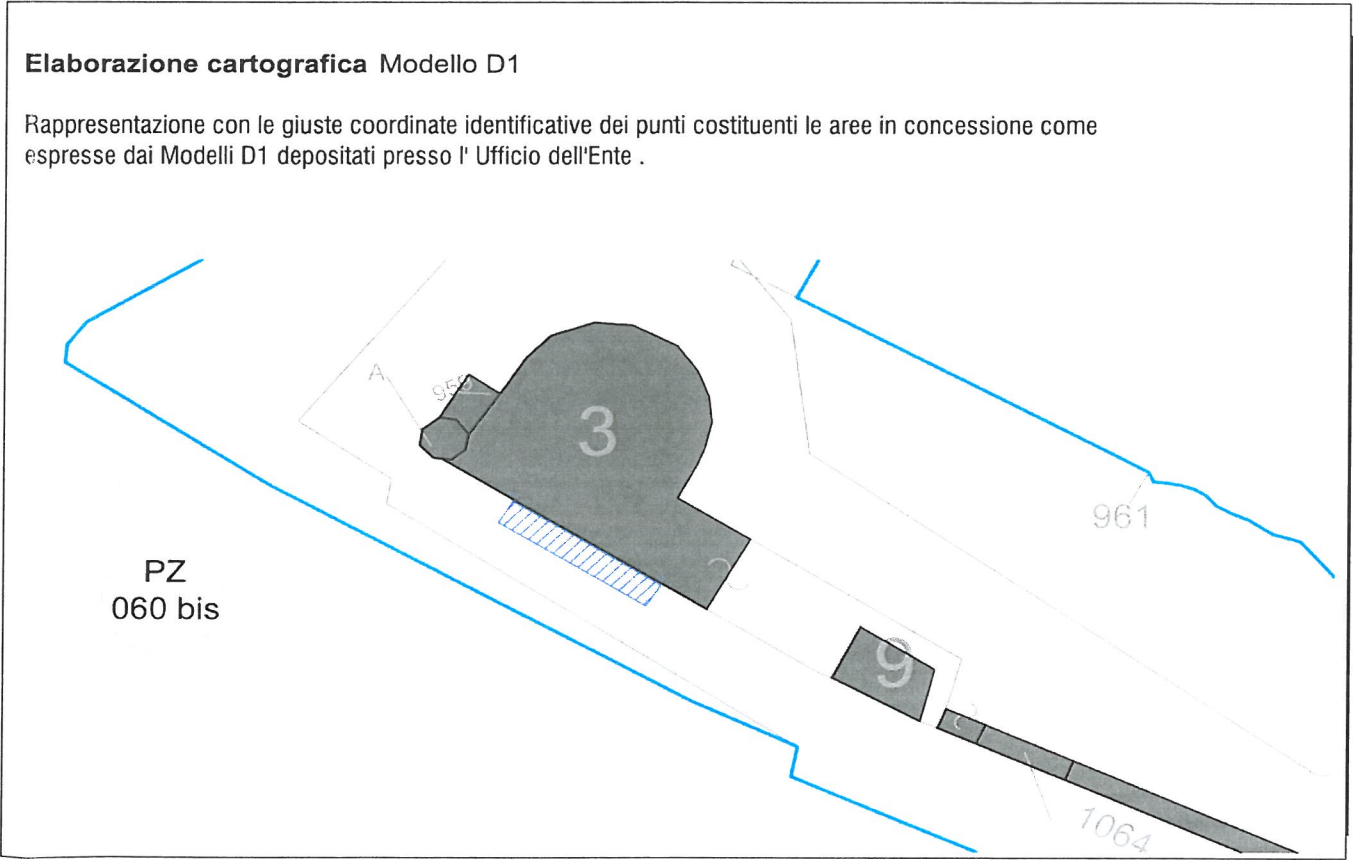 Elaborazione cartografica Modello D1
Rappresentazione con le giuste coordinate identificative dei punti costituenti le aree in concessione come
espresse dai Modelli D1 depositati presso l' Ufficio dell'Ente .
A
3
961
PZ
060 bis
9
1064